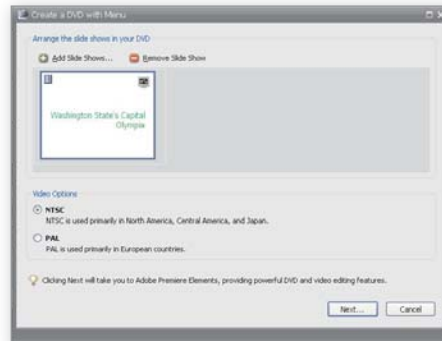 Create a DVD with Menu
Arrange the slide shows in your DVD
Add Slide Shows... Remove Slide Show
Washington State's Capital
Olympia
Video Options
NTSC
NTSC is used primarily in North America, Central America, and Japan.
PAL
PAL is used primarily in European countries.
Clicking Next will take you to Adobe Premiere Elements, providing powerful DVD and video editing features.
Next... Cancel